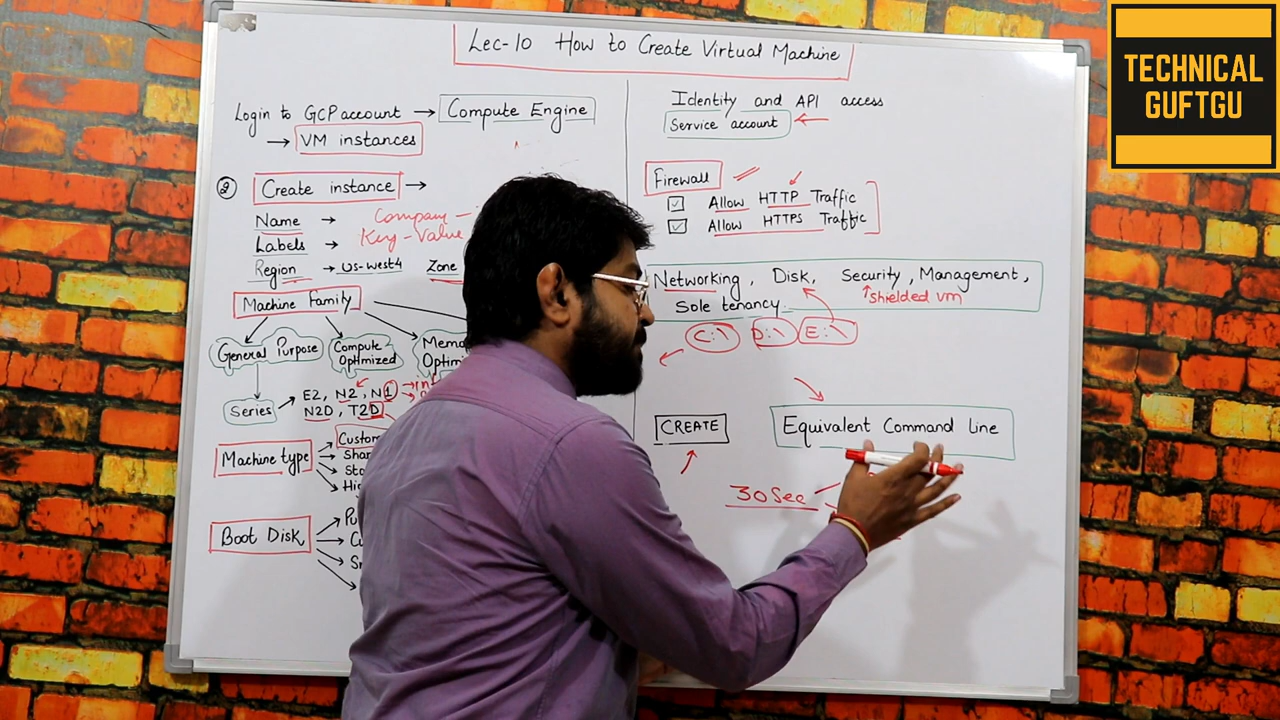 TECHNICAL
GUFTGU
Lec-10 How to Create Virtual Machine
Login to GCP account → Compute Engine
→ VM instances
② Create instance →
Name → Company -
Labels → Key-Value
Region → US-west4 Zone
Machine Family
General Purpose
Compute Optimized
Series → E2, N2, N1
N2D, T2D
Machine type
Boot Disk
Identity and API access
Service account
Firewall
Allow HTTP Traffic
Allow HTTPS Traffic
Networking, Disk, Security, Management,
Sole tenancy
shielded vm
C:\ D:\ E:\
CREATE
Equivalent Command Line
30 Sec